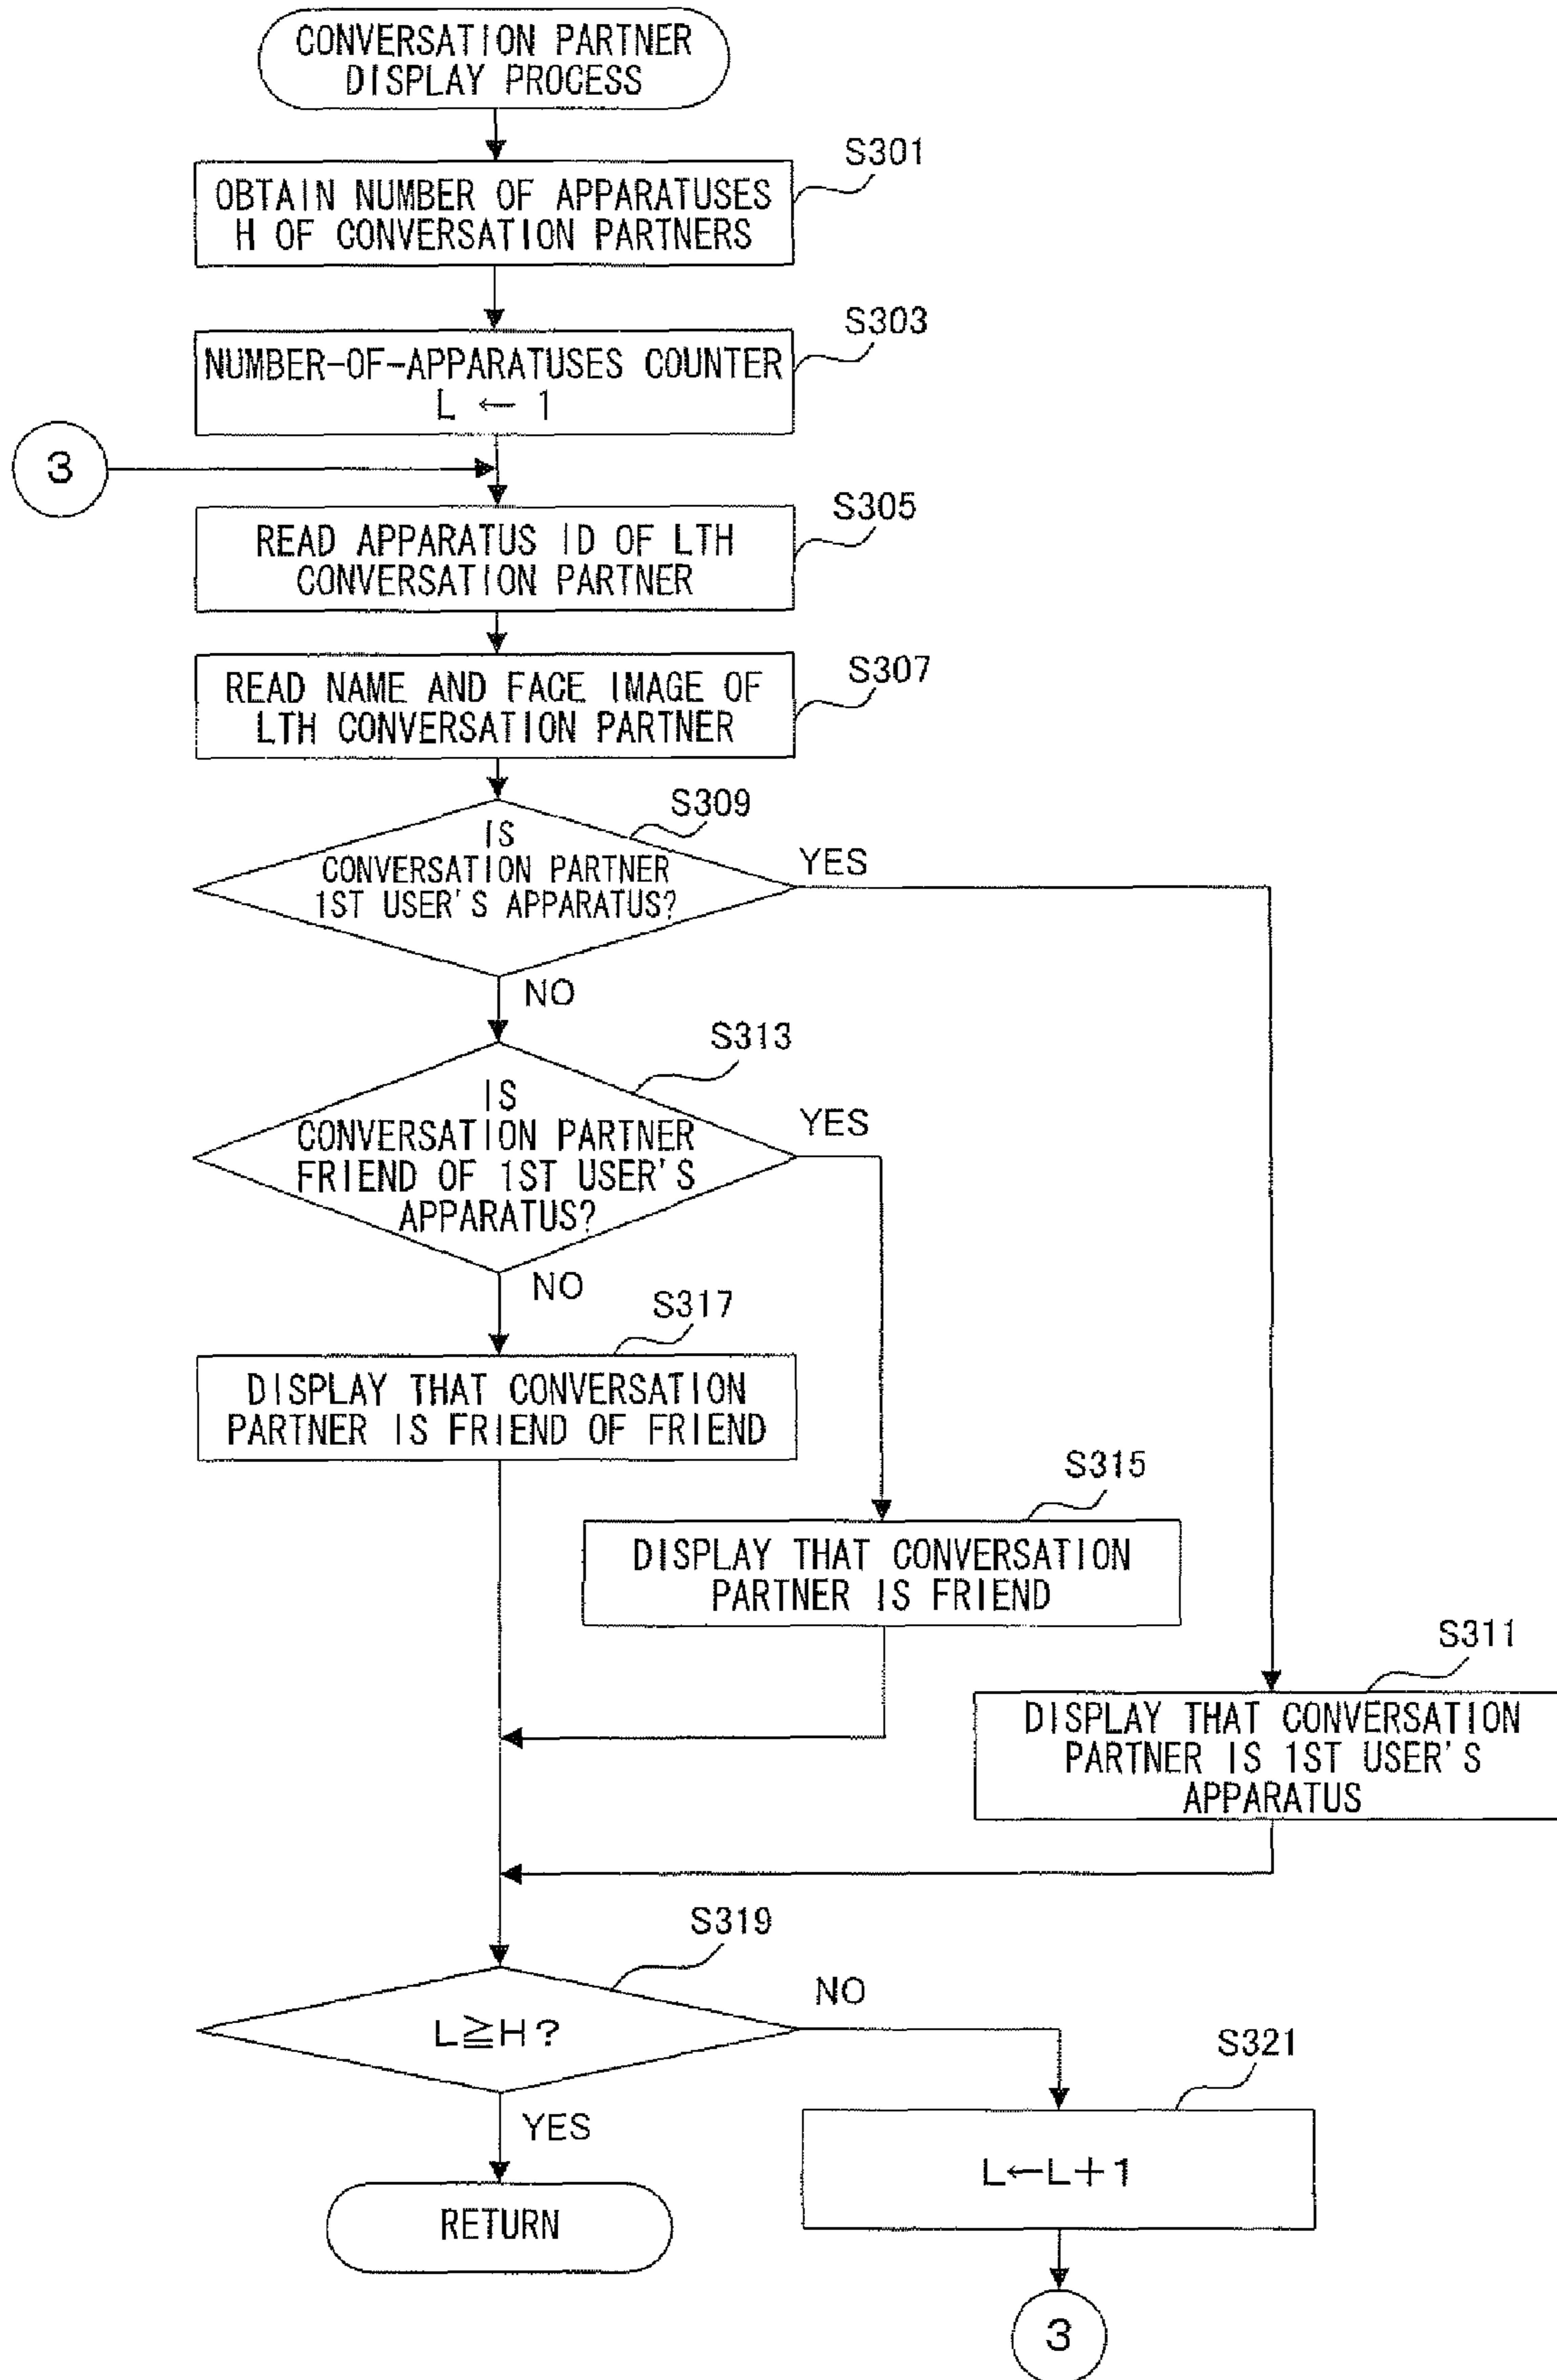 CONVERSATION PARTNER
DISPLAY PROCESS
S301
OBTAIN NUMBER OF APPARATUSES
H OF CONVERSATION PARTNERS
S303
NUMBER-OF-APPARATUSES COUNTER
L ← 1
3
S305
READ APPARATUS ID OF LTH
CONVERSATION PARTNER
S307
READ NAME AND FACE IMAGE OF
LTH CONVERSATION PARTNER
S309
IS
CONVERSATION PARTNER
1ST USER'S APPARATUS?
YES
NO
S313
IS
CONVERSATION PARTNER
FRIEND OF 1ST USER'S
APPARATUS?
YES
NO
S317
DISPLAY THAT CONVERSATION
PARTNER IS FRIEND OF FRIEND
S315
DISPLAY THAT CONVERSATION
PARTNER IS FRIEND
S311
DISPLAY THAT CONVERSATION
PARTNER IS 1ST USER'S
APPARATUS
S319
L≧H?
NO
YES
S321
L←L+1
RETURN
3